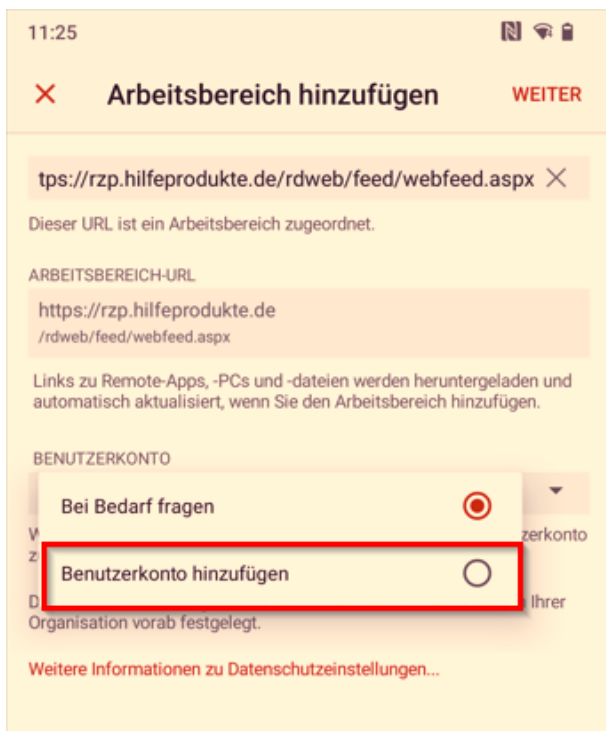 11:25
Arbeitsbereich hinzufügen WEITER
tps://rzp.hilfeprodukte.de/rdweb/feed/webfeed.aspx
Dieser URL ist ein Arbeitsbereich zugeordnet.
ARBEITSBEREICH-URL
https://rzp.hilfeprodukte.de
/rdweb/feed/webfeed.aspx
Links zu Remote-Apps, -PCs und -dateien werden heruntergeladen und
automatisch aktualisiert, wenn Sie den Arbeitsbereich hinzufügen.
BENUTZERKONTO
Bei Bedarf fragen
zerkonto
Benutzerkonto hinzufügen
Ihrer
Organisation vorab festgelegt.
Weitere Informationen zu Datenschutzeinstellungen...